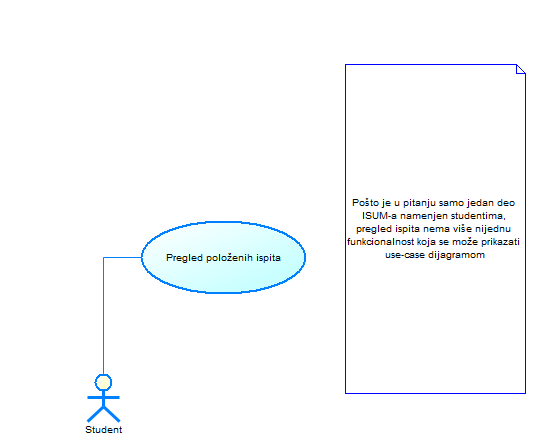 Pošto je u pitanju samo jedan deo
ISUM-a namenjen studentima,
pregled ispita nema više nijednu
funkcionalnost koja se može prikazati
use-case dijagramom
Pregled položenih ispita
Student